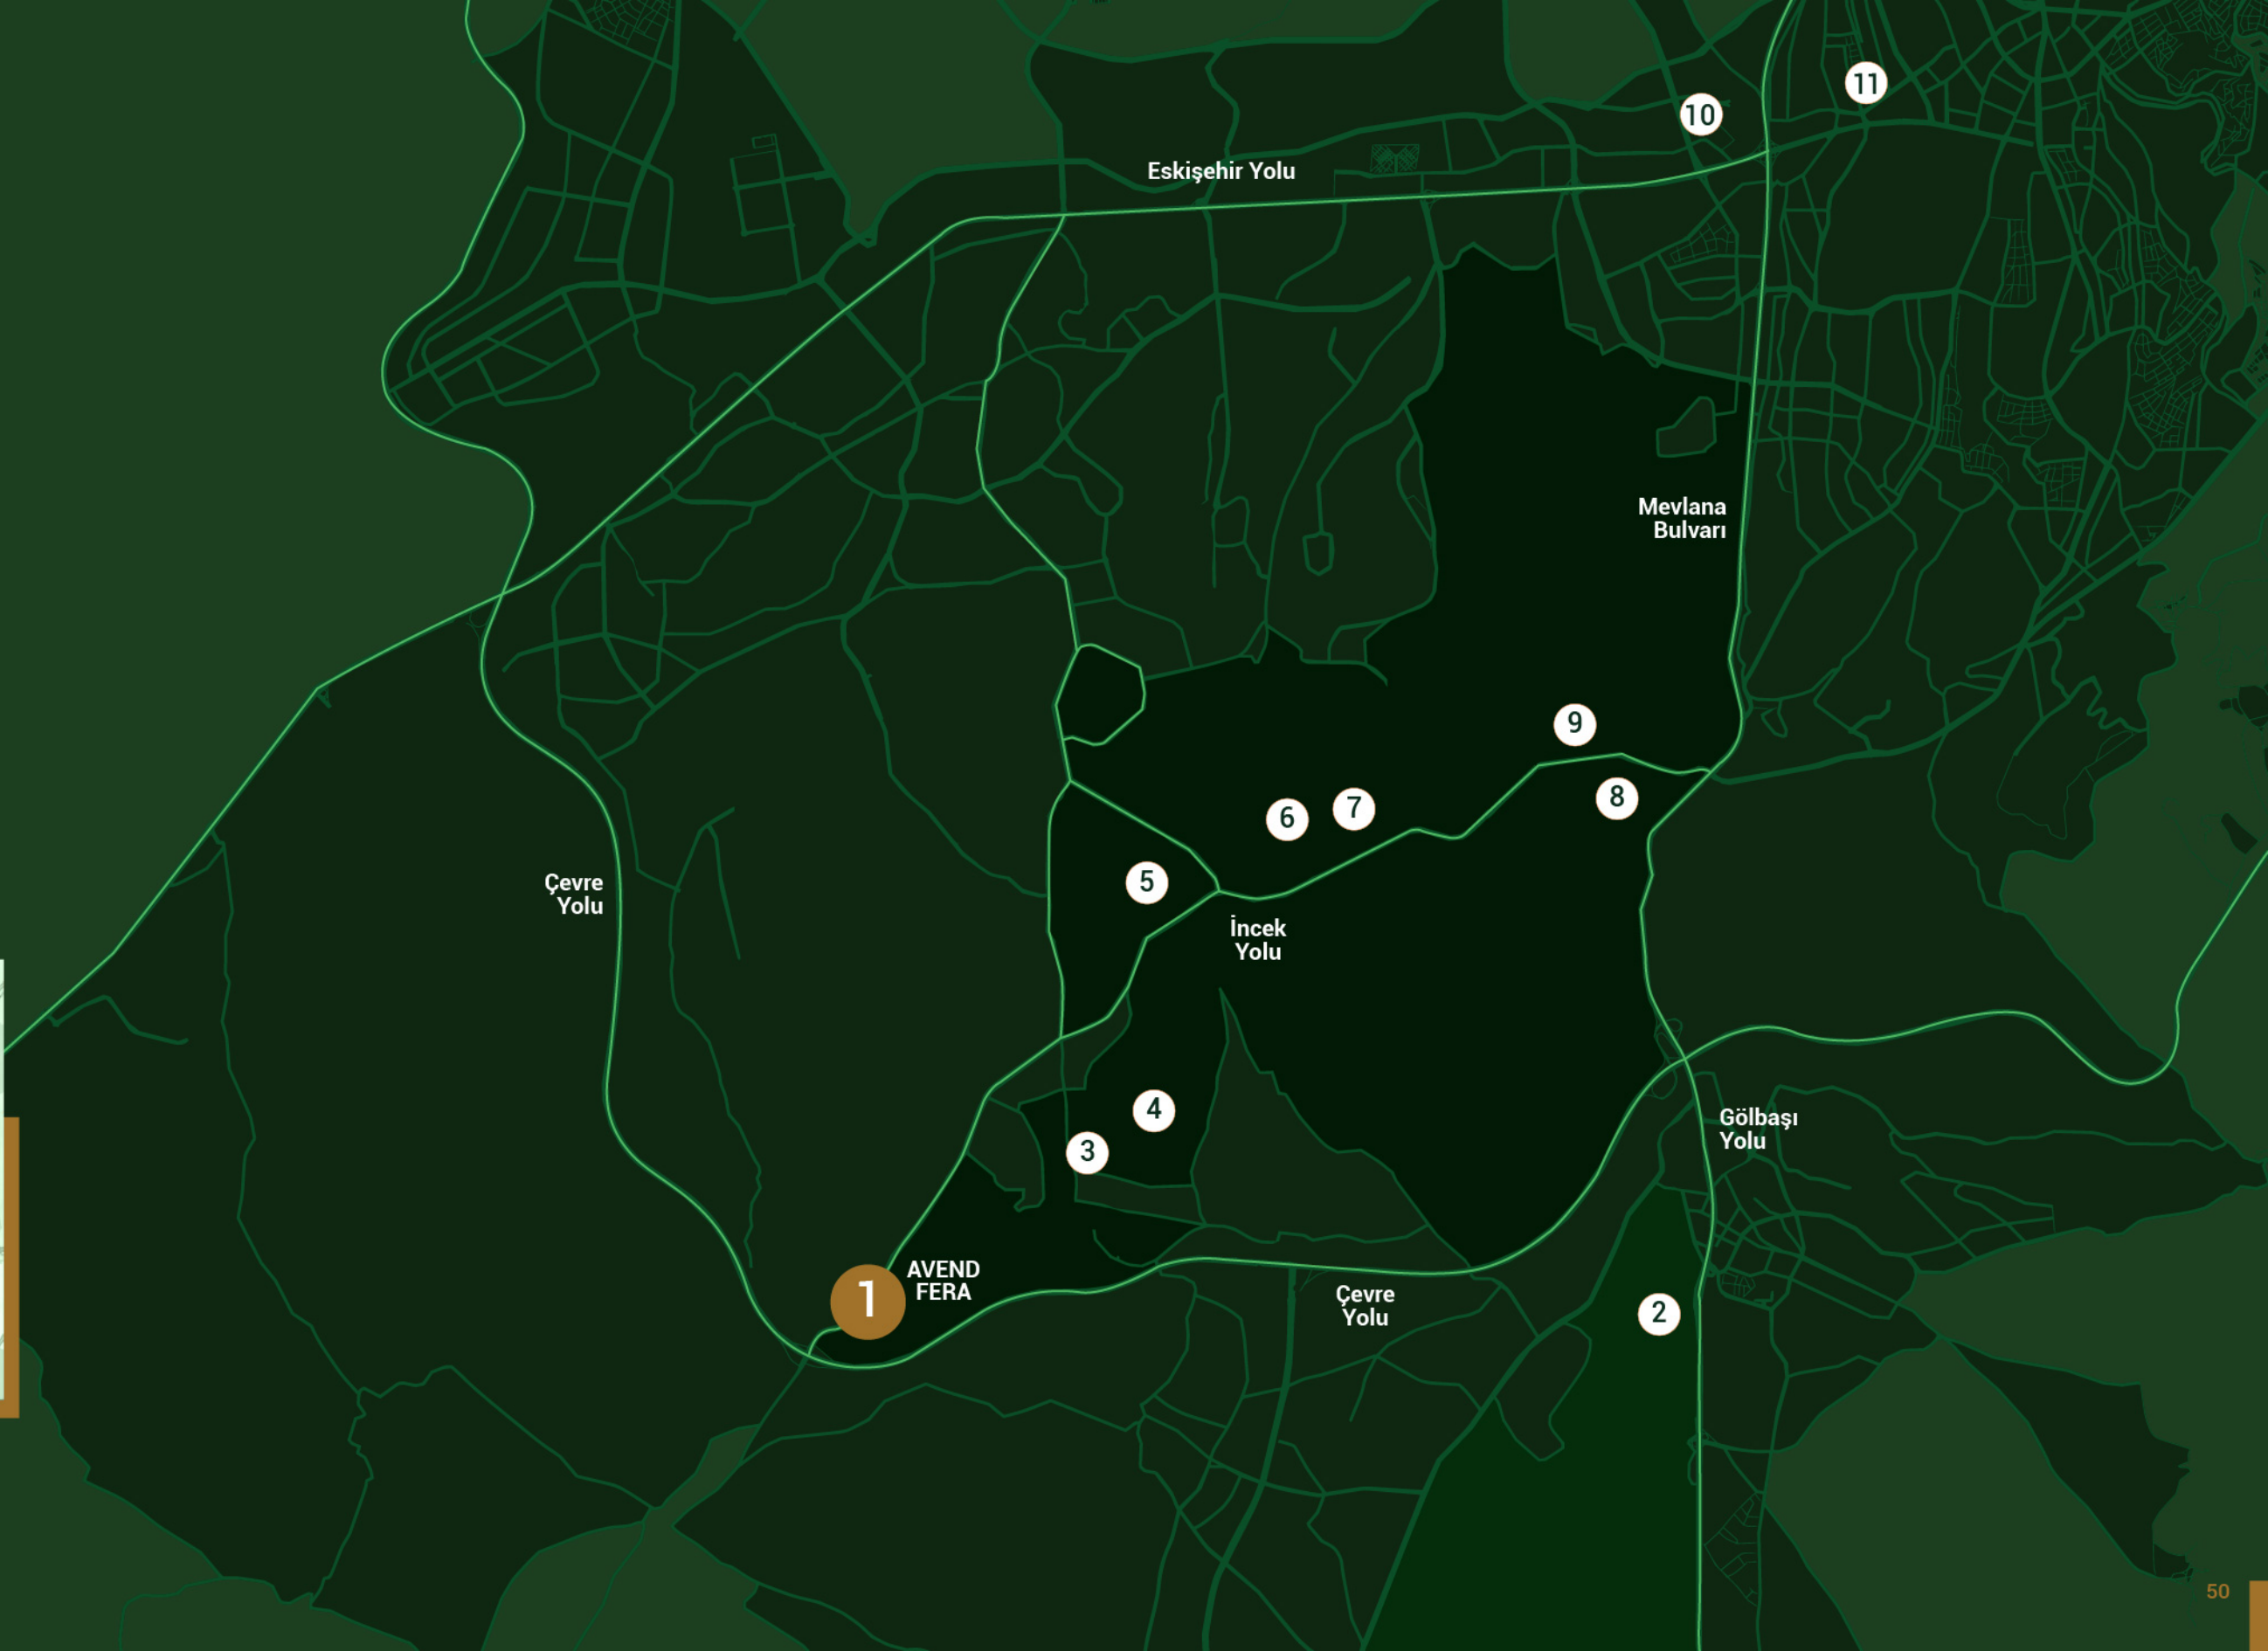 11
10
Eskişehir Yolu
Mevlana
Bulvarı
9
8
7
6
5
Çevre
Yolu
İncek
Yolu
4
3
Gölbaşı
Yolu
1
AVEND
FERA
Çevre
Yolu
2
50